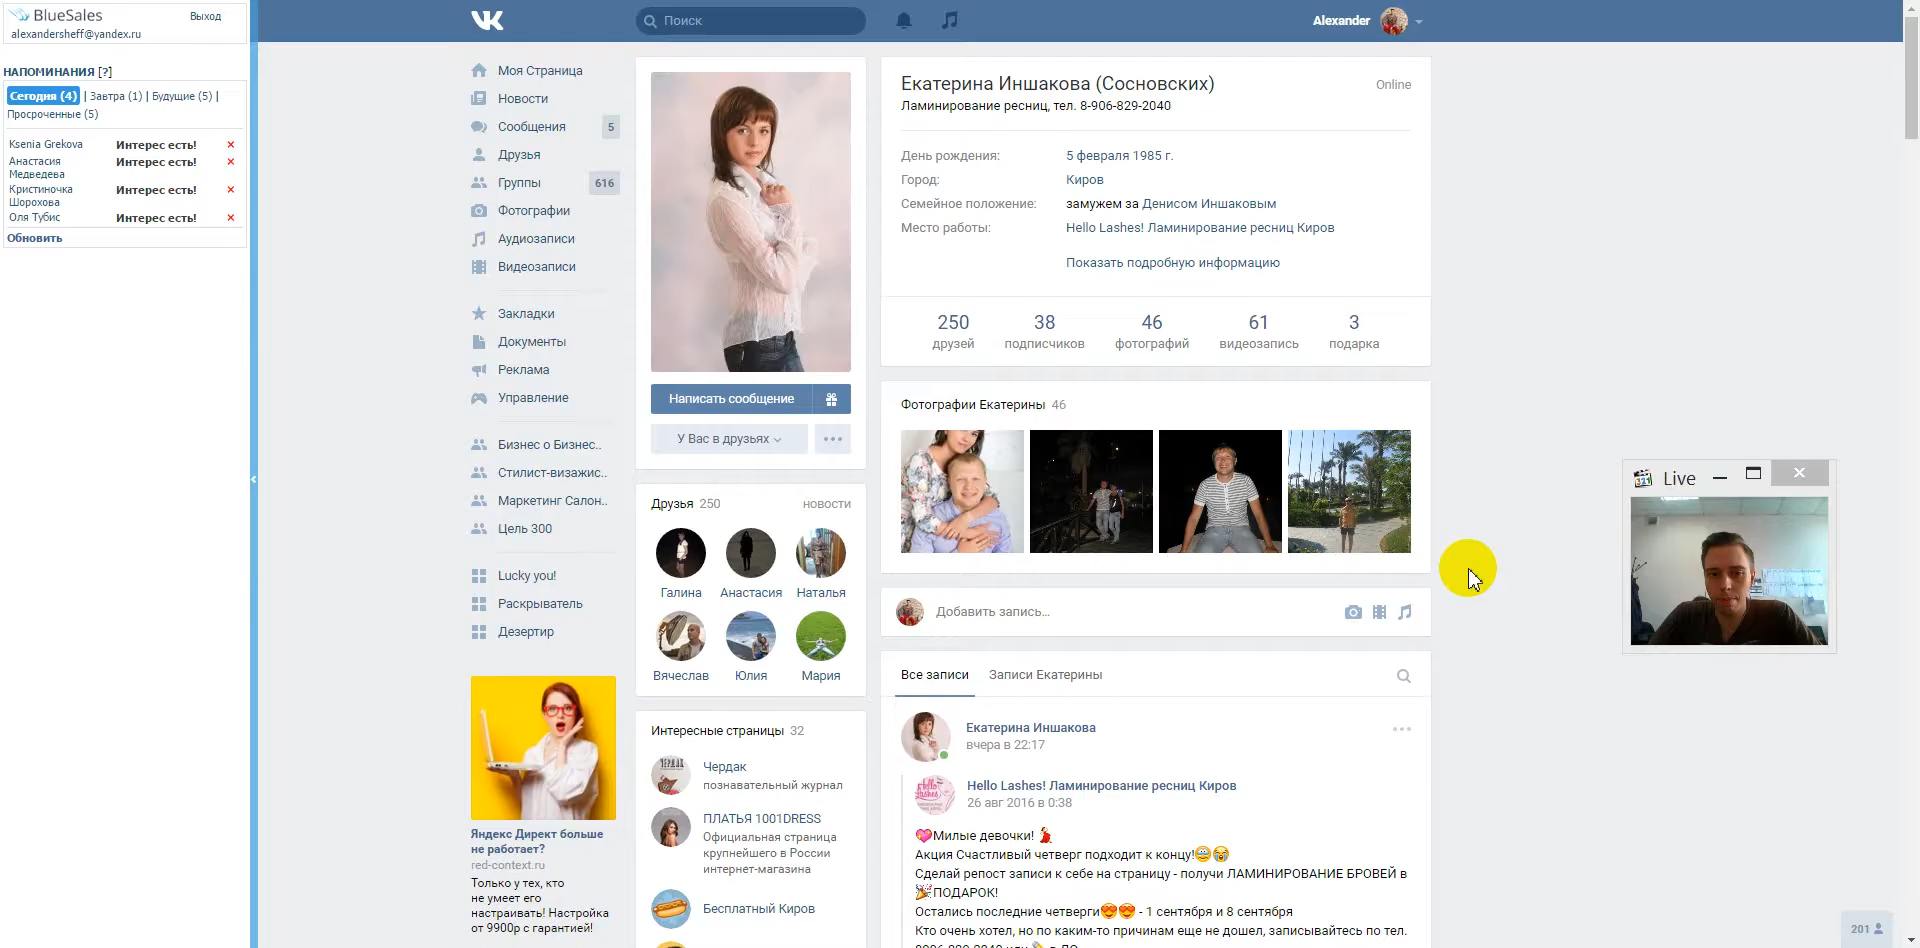 BlueSales
Выход
alexandersheff@yandex.ru
НАПОМИНАНИЯ [?]
Сегодня (4) | Завтра (1) | Будущие (5) |
Просроченные (5)
Ksenia Grekova Интерес есть!
Анастасия Интерес есть!
Медведева
Кристиночка Интерес есть!
Шорохова
Оля Тубис Интерес есть!
Обновить
Поиск
Alexander
Моя Страница
Новости
Сообщения 5
Друзья
Группы 616
Фотографии
Аудиозаписи
Видеозаписи
Закладки
Документы
Реклама
Управление
Бизнес о Бизнес..
Стилист-визажис..
Маркетинг Салон..
Цель 300
Lucky you!
Раскрыватель
Дезертир
Яндекс Директ больше
не работает?
red-context.ru
Только у тех, кто
не умеет его
настраивать! Настройка
от 9900р с гарантией!
Написать сообщение
У Вас в друзьях
Друзья 250 новости
Галина Анастасия Наталья
Вячеслав Юлия Мария
Интересные страницы 32
Чердак
познавательный журнал
ПЛАТЬЯ 1001DRESS
Официальная страница
крупнейшего в России
интернет-магазина
Бесплатный Киров
Екатерина Иншакова (Сосновских)
Online
Ламинирование ресниц, тел. 8-906-829-2040
День рождения: 5 февраля 1985 г.
Город: Киров
Семейное положение: замужем за Денисом Иншаковым
Место работы: Hello Lashes! Ламинирование ресниц Киров
Показать подробную информацию
250 38 46 61 3
друзей подписчиков фотографий видеозапись подарка
Фотографии Екатерины 46
Добавить запись...
Все записи Записи Екатерины
Екатерина Иншакова
вчера в 22:17
Hello Lashes! Ламинирование ресниц Киров
26 авг 2016 в 0:38
💖Милые девочки! 💃
Акция Счастливый четверг подходит к концу!😁😭
Сделай репост записи к себе на страницу - получи ЛАМИНИРОВАНИЕ БРОВЕЙ в
🎉ПОДАРОК!
Остались последние четверги😍😍 - 1 сентября и 8 сентября
Кто очень хотел, но по каким-то причинам еще не дошел, записывайтесь по тел.
Live
201